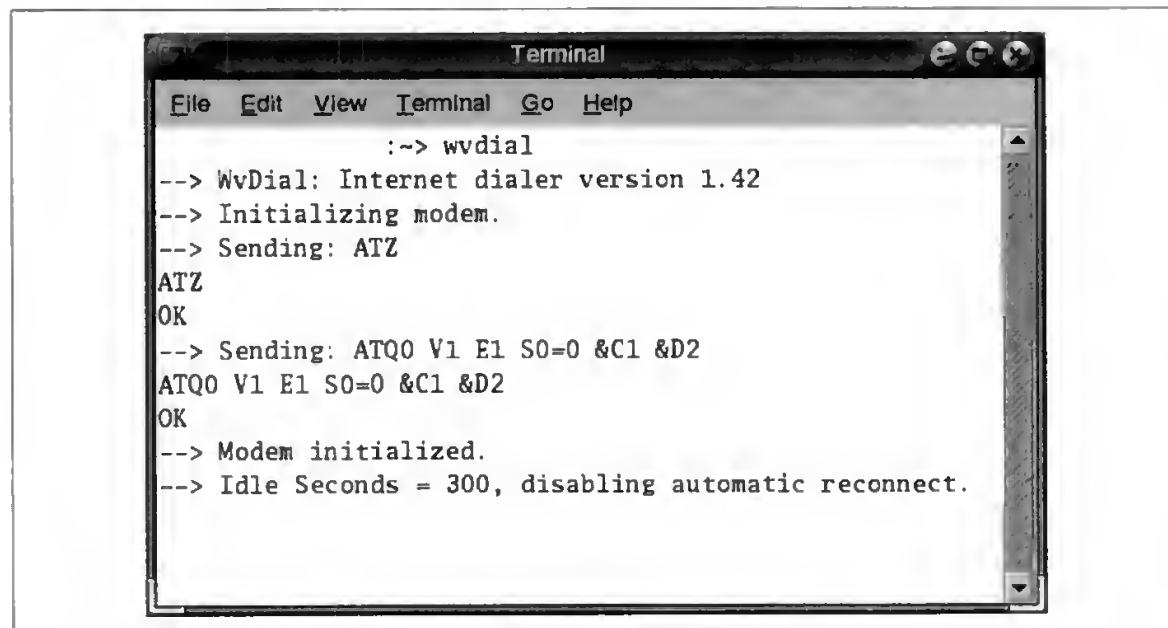 Terminal
File Edit View Terminal Go Help
:~> wvdial
--> WvDial: Internet dialer version 1.42
--> Initializing modem.
--> Sending: ATZ
ATZ
OK
--> Sending: ATQ0 V1 E1 S0=0 &C1 &D2
ATQ0 V1 E1 S0=0 &C1 &D2
OK
--> Modem initialized.
--> Idle Seconds = 300, disabling automatic reconnect.